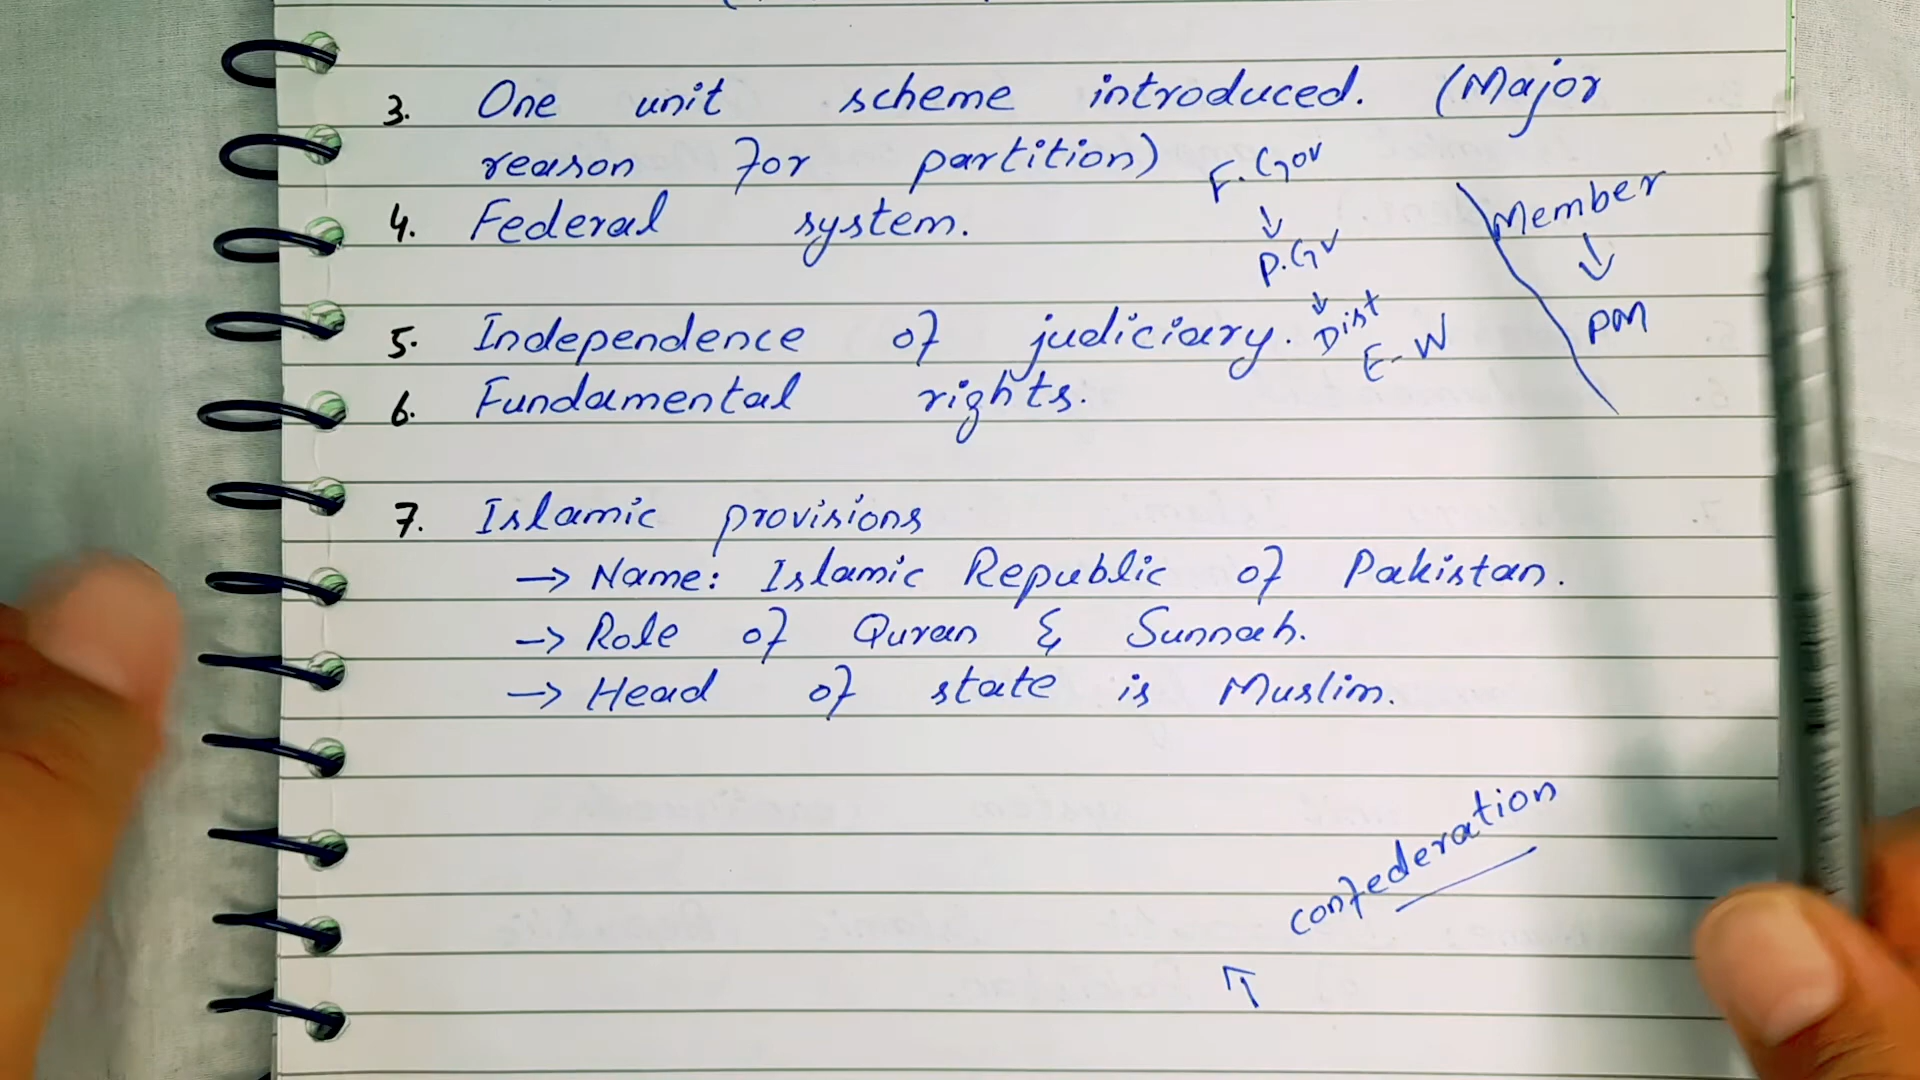 3. One unit scheme introduced. (Major
reason for partition)
4. Federal system.
5. Independence of judiciary.
6. Fundamental rights.
F. Gov
↓
P. Gv
↓
Dist
E-W
Member
↓
PM
7. Islamic provisions
→ Name: Islamic Republic of Pakistan.
→ Role of Quran & Sunnah.
→ Head of state is Muslim.
confederation
↑